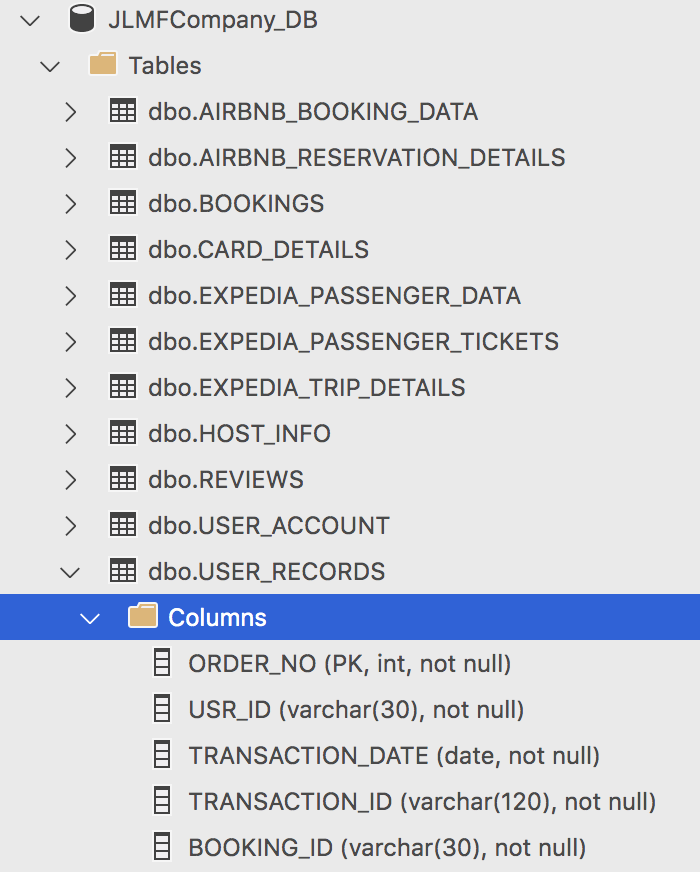 JLMFCompany_DB
Tables
dbo.AIRBNB_BOOKING_DATA
dbo.AIRBNB_RESERVATION_DETAILS
dbo.BOOKINGS
dbo.CARD_DETAILS
dbo.EXPEDIA_PASSENGER_DATA
dbo.EXPEDIA_PASSENGER_TICKETS
dbo.EXPEDIA_TRIP_DETAILS
dbo.HOST_INFO
dbo.REVIEWS
dbo.USER_ACCOUNT
dbo.USER_RECORDS
Columns
ORDER_NO (PK, int, not null)
USR_ID (varchar(30), not null)
TRANSACTION_DATE (date, not null)
TRANSACTION_ID (varchar(120), not null)
BOOKING_ID (varchar(30), not null)